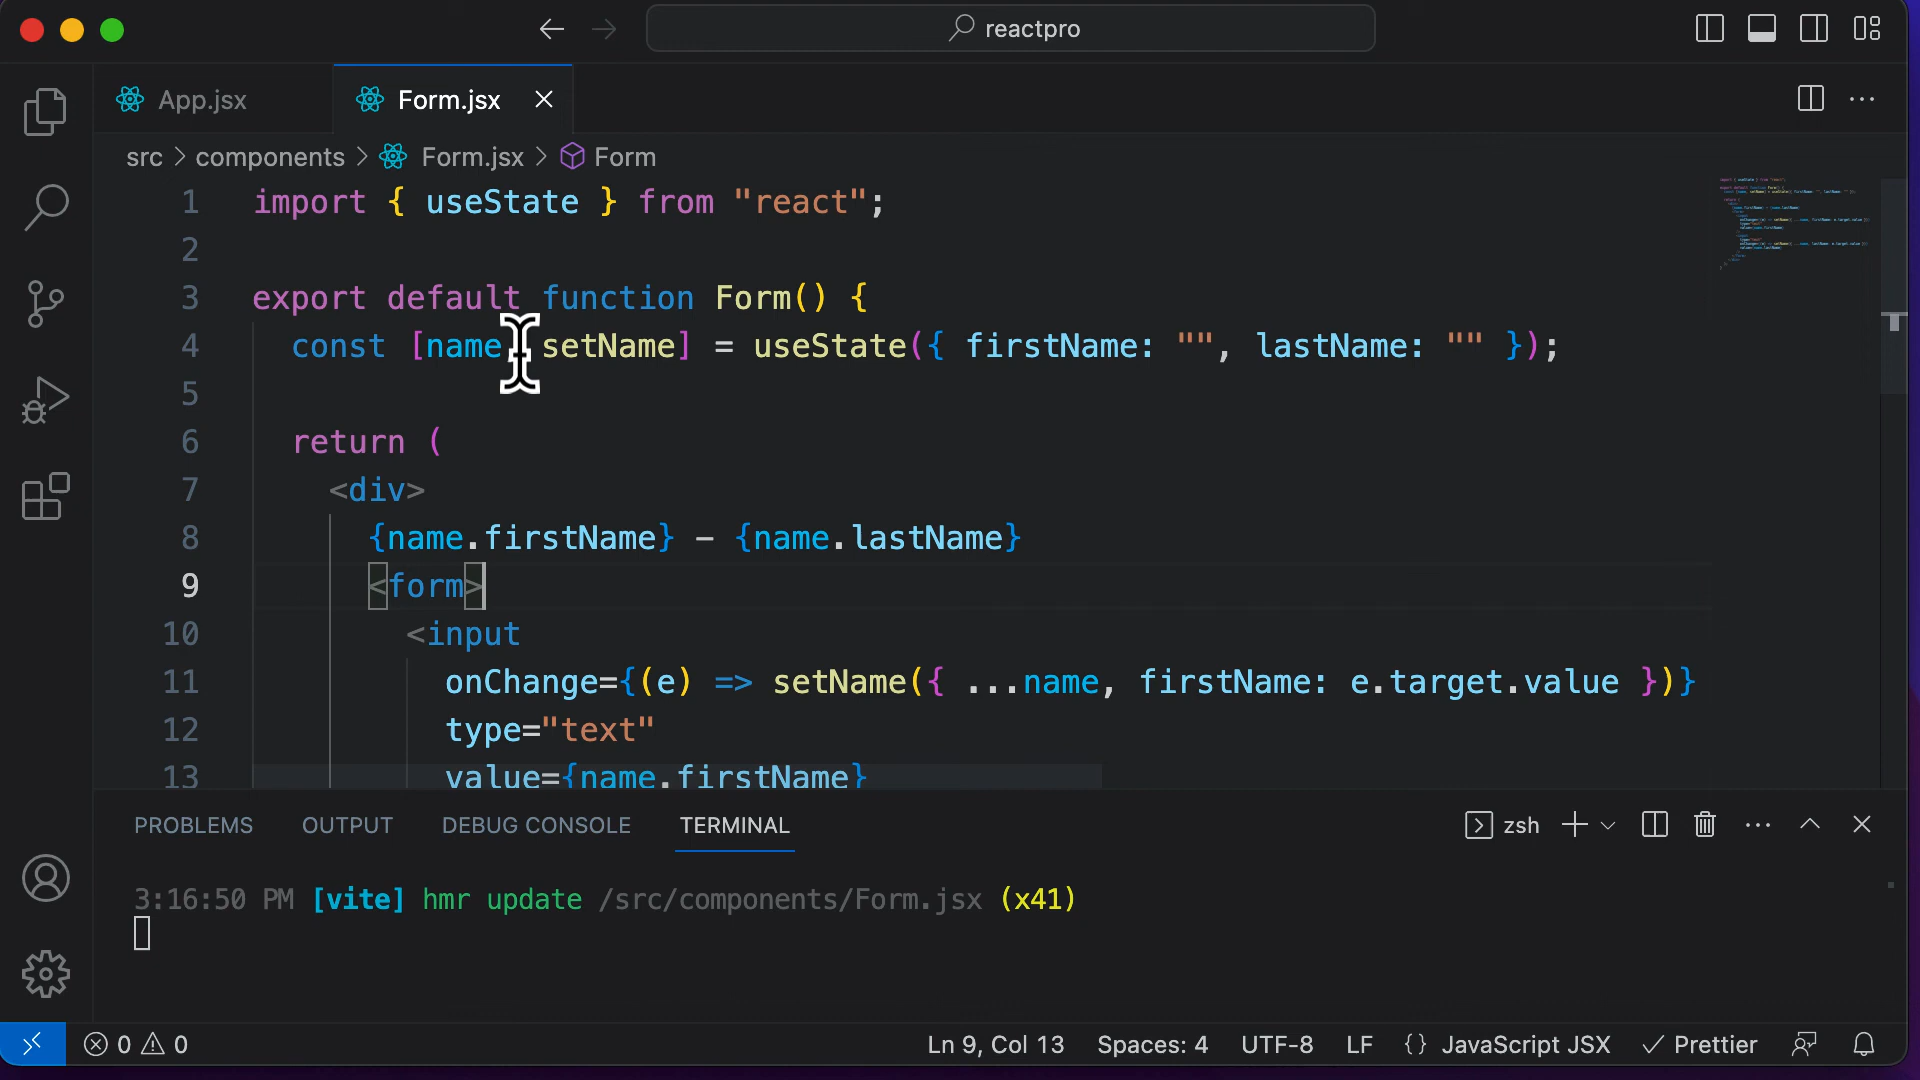 reactpro
App.jsx
Form.jsx
src > components > Form.jsx > Form
1 import { useState } from "react";
2
3 export default function Form() {
4 const [name, setName] = useState({ firstName: "", lastName: "" });
5
6 return (
7 <div>
8 {name.firstName} - {name.lastName}
9 <form>
10 <input
11 onChange={(e) => setName({ ...name, firstName: e.target.value })}
12 type="text"
13 value={name.firstName}
PROBLEMS OUTPUT DEBUG CONSOLE TERMINAL zsh
3:16:50 PM [vite] hmr update /src/components/Form.jsx (x41)
0 0 Ln 9, Col 13 Spaces: 4 UTF-8 LF {} JavaScript JSX Prettier